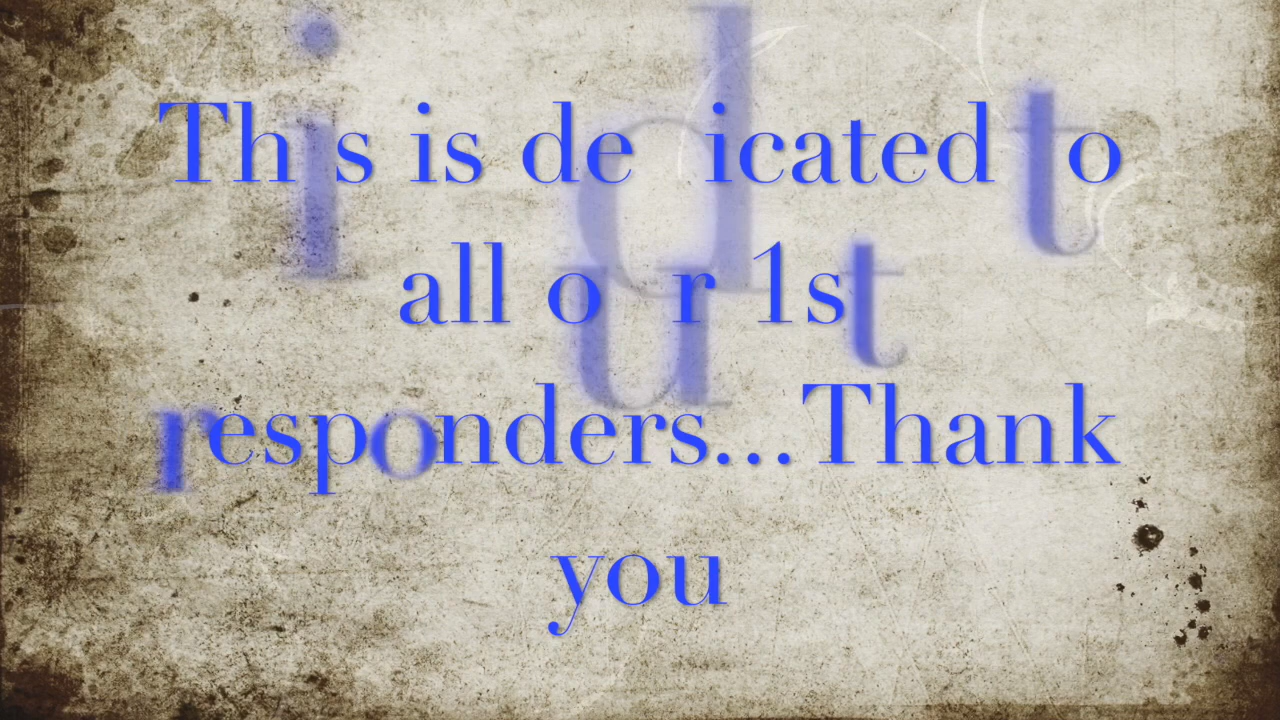 This is dedicated to
all our 1st
responders...Thank
you